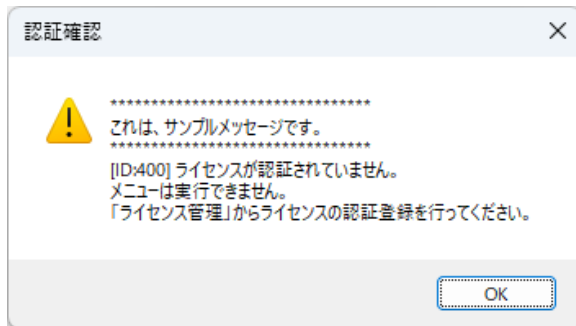 認証確認
********************************
これは、サンプルメッセージです。
********************************
[ID:400] ライセンスが認証されていません。
メニューは実行できません。
「ライセンス管理」からライセンスの認証登録を行ってください。
OK